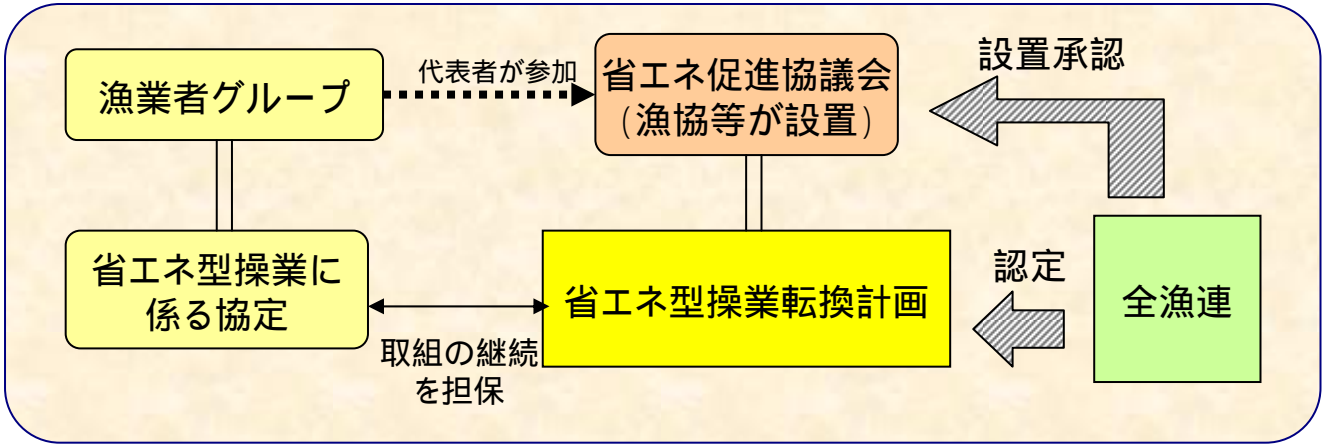 漁業者グループ
代表者が参加
省エネ促進協議会
(漁協等が設置)
設置承認
省エネ型操業に
係る協定
取組の継続
を担保
省エネ型操業転換計画
認定
全漁連